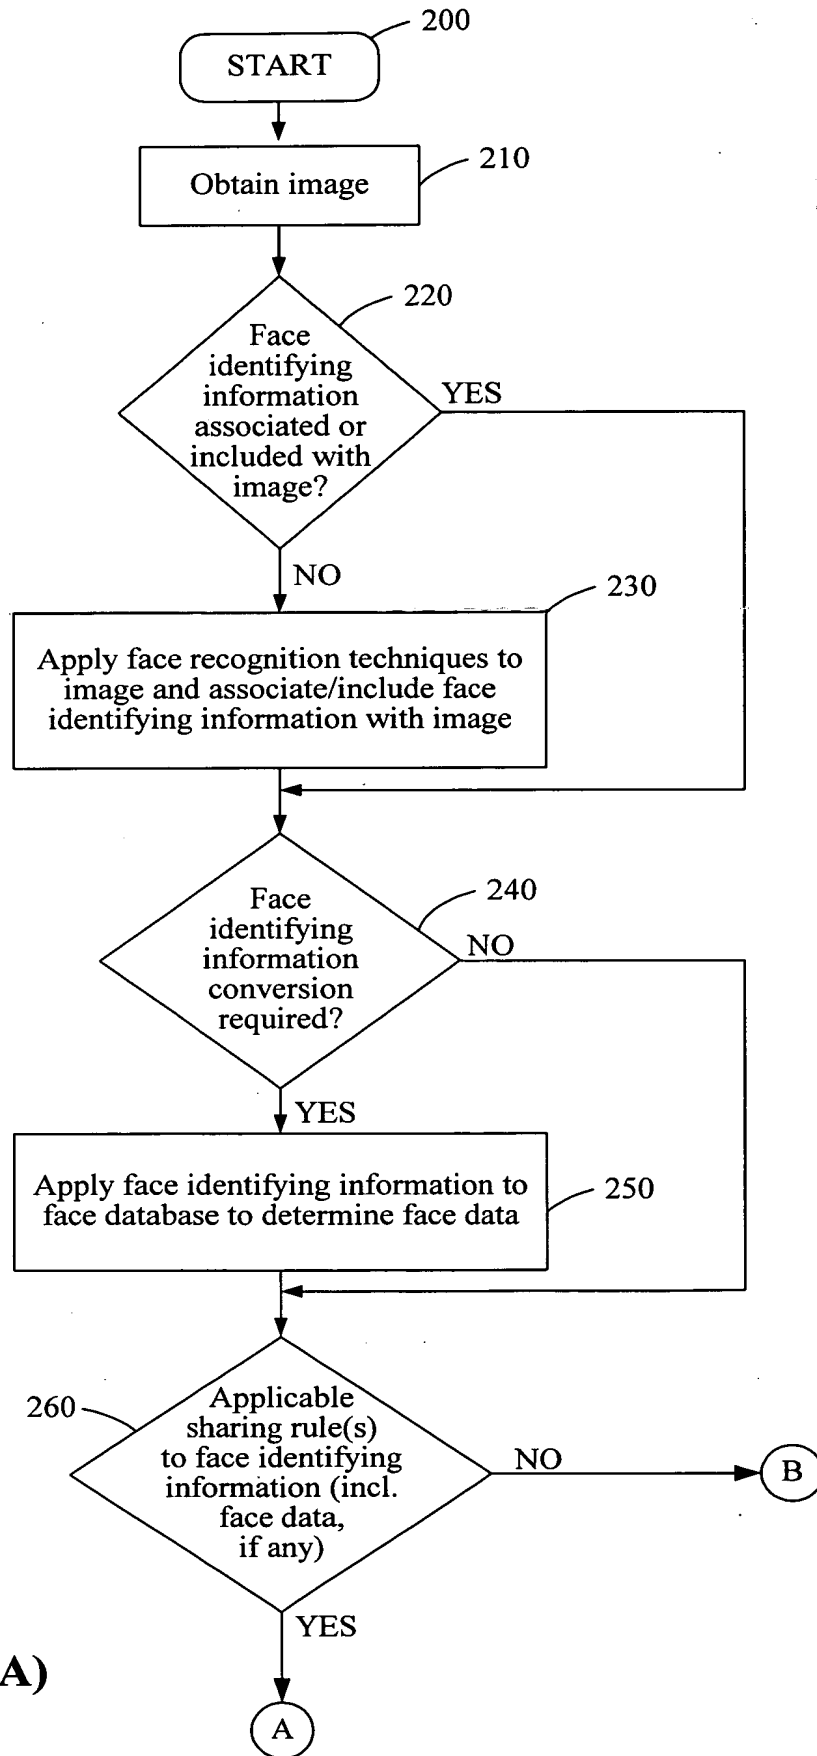 200
START
210
Obtain image
220
Face
identifying
information
associated or
included with
image?
YES
NO
230
Apply face recognition techniques to
image and associate/include face
identifying information with image
240
Face
identifying
information
conversion
required?
NO
YES
Apply face identifying information to
face database to determine face data
250
260
Applicable
sharing rule(s)
to face identifying
information (incl.
face data,
if any)
NO
B
YES
A)
A